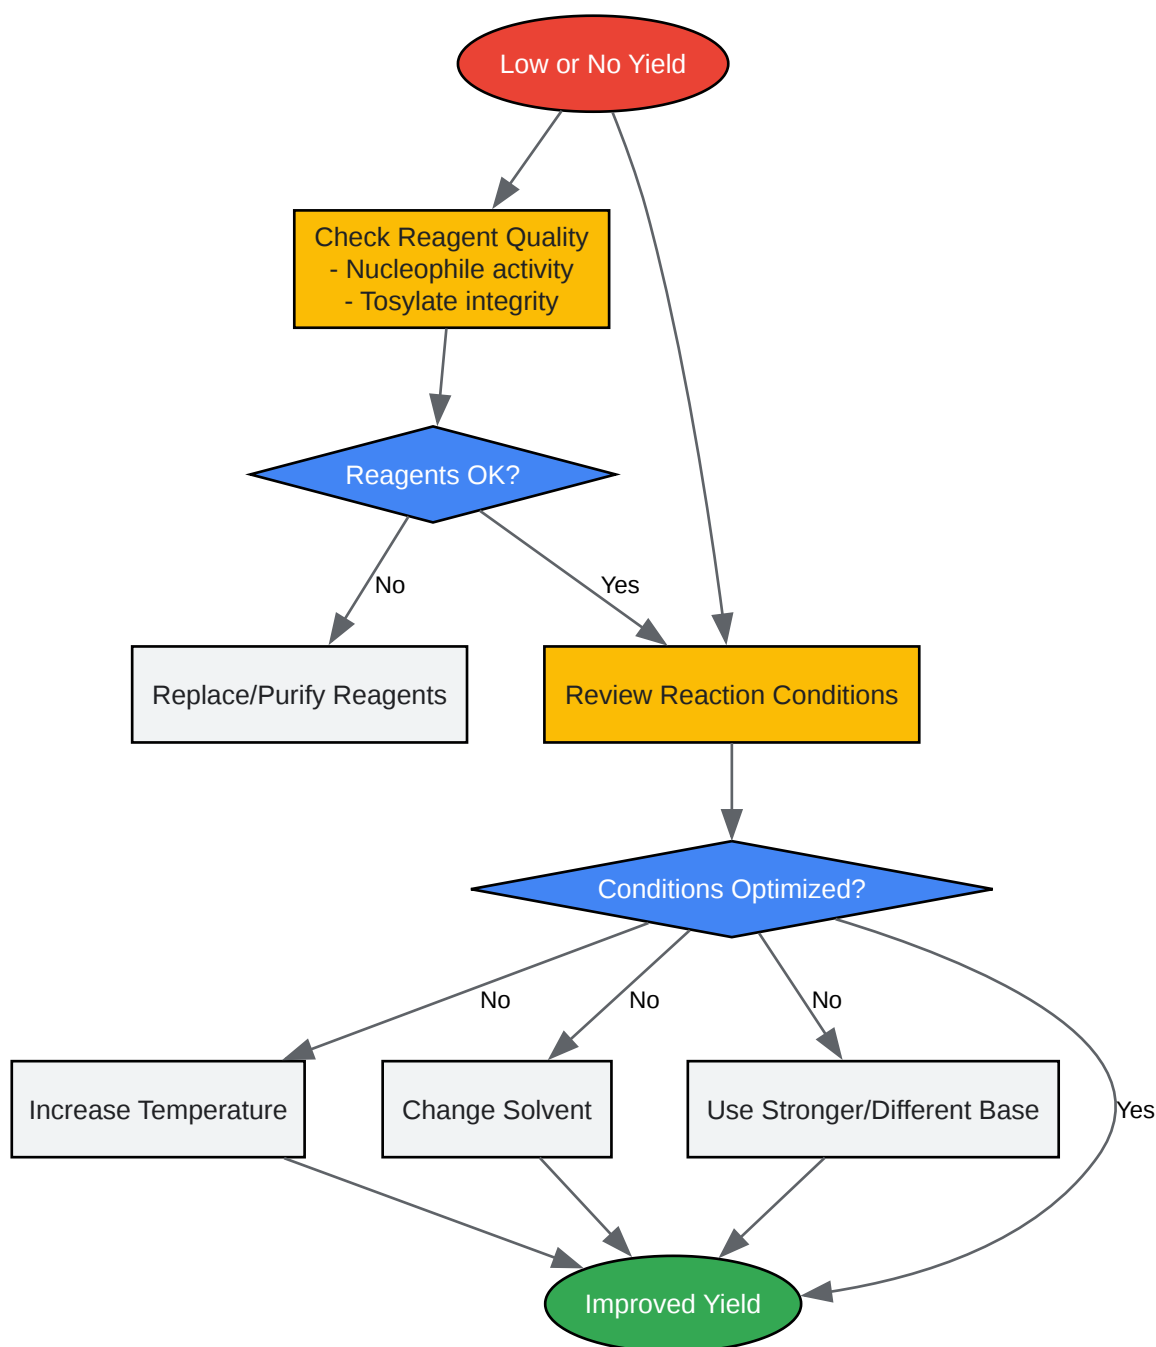 Low or No Yield
Check Reagent Quality
- Nucleophile activity
- Tosylate integrity
Reagents OK?
No
Yes
Replace/Purify Reagents
Review Reaction Conditions
Conditions Optimized?
No
No
No
Increase Temperature
Change Solvent
Use Stronger/Different Base
Yes
Improved Yield